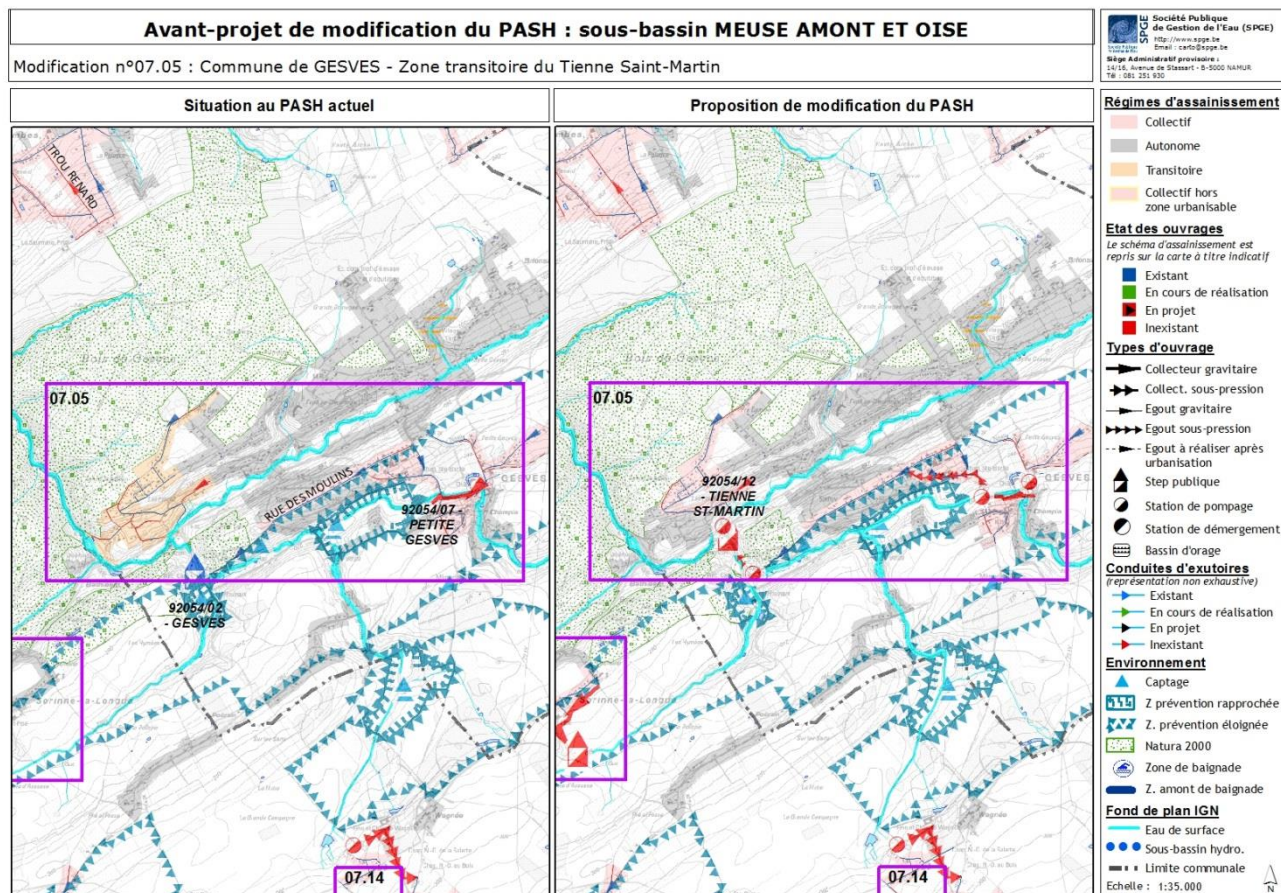 Avant-projet de modification du PASH : sous-bassin MEUSE AMONT ET OISE
Modification n°07.05 : Commune de GESVES - Zone transitoire du Tienne Saint-Martin
SPGE
Société Publique
de Gestion de l'Eau (SPGE)
http://www.spge.be
Email : carto@spge.be
Siège Administratif provisoire :
14/16, Avenue de Stassart - B-5000 NAMUR
Tél : 081 251 930
Situation au PASH actuel
TROU RENARD
07.05
RUE DES MOULINS
92054/07 -
PETITE
GESVES
92054/02
- GESVES
07.14
Proposition de modification du PASH
07.05
92054/12
- TIENNE
ST-MARTIN
07.14
Régimes d'assainissement
Collectif
Autonome
Transitoire
Collectif hors
zone urbanisable
Etat des ouvrages
Le schéma d'assainissement est
repris sur la carte à titre indicatif
Existant
En cours de réalisation
En projet
Inexistant
Types d'ouvrage
Collecteur gravitaire
Collect. sous-pression
Egout gravitaire
Egout sous-pression
Egout à réaliser après
urbanisation
Step publique
Station de pompage
Station de démergement
Bassin d'orage
Conduites d'exutoires
(représentation non exhaustive)
Existant
En cours de réalisation
En projet
Inexistant
Environnement
Captage
Z prévention rapprochée
Z. prévention éloignée
Natura 2000
Zone de baignade
Z. amont de baignade
Fond de plan IGN
Eau de surface
Sous-bassin hydro.
Limite communale
Echelle : 1:35.000
N